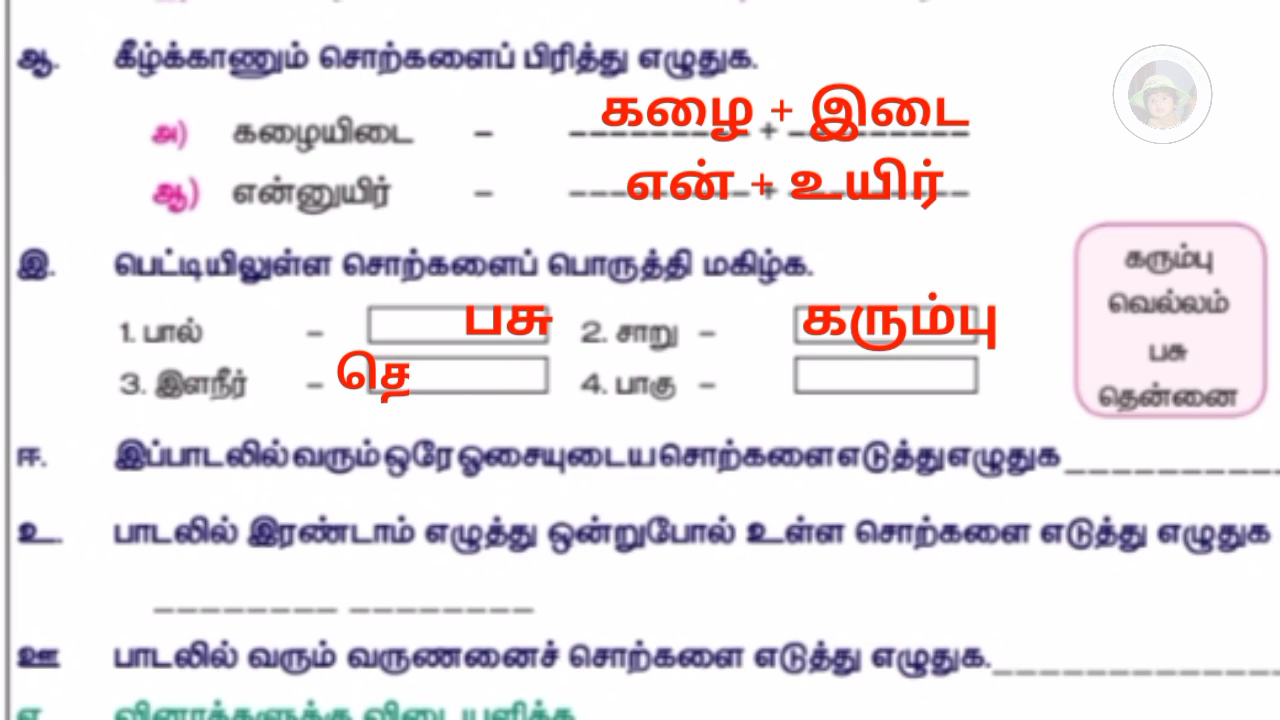 ஆ. கீழ்க்காணும் சொற்களைப் பிரித்து எழுதுக.
அ) கழையிடை – கழை + இடை
ஆ) என்னுயிர் – என் + உயிர்
இ. பெட்டியிலுள்ள சொற்களைப் பொருத்தி மகிழ்க.
1. பால் – பசு 2. சாறு – கரும்பு
3. இளநீர் – தெ 4. பாகு –
கரும்பு
வெல்லம்
பசு
தென்னை
ஈ. இப்பாடலில் வரும் ஒரே ஓசையுடைய சொற்களை எடுத்து எழுதுக
உ. பாடலில் இரண்டாம் எழுத்து ஒன்றுபோல் உள்ள சொற்களை எடுத்து எழுதுக
ஊ பாடலில் வரும் வருணனைச் சொற்களை எடுத்து எழுதுக.